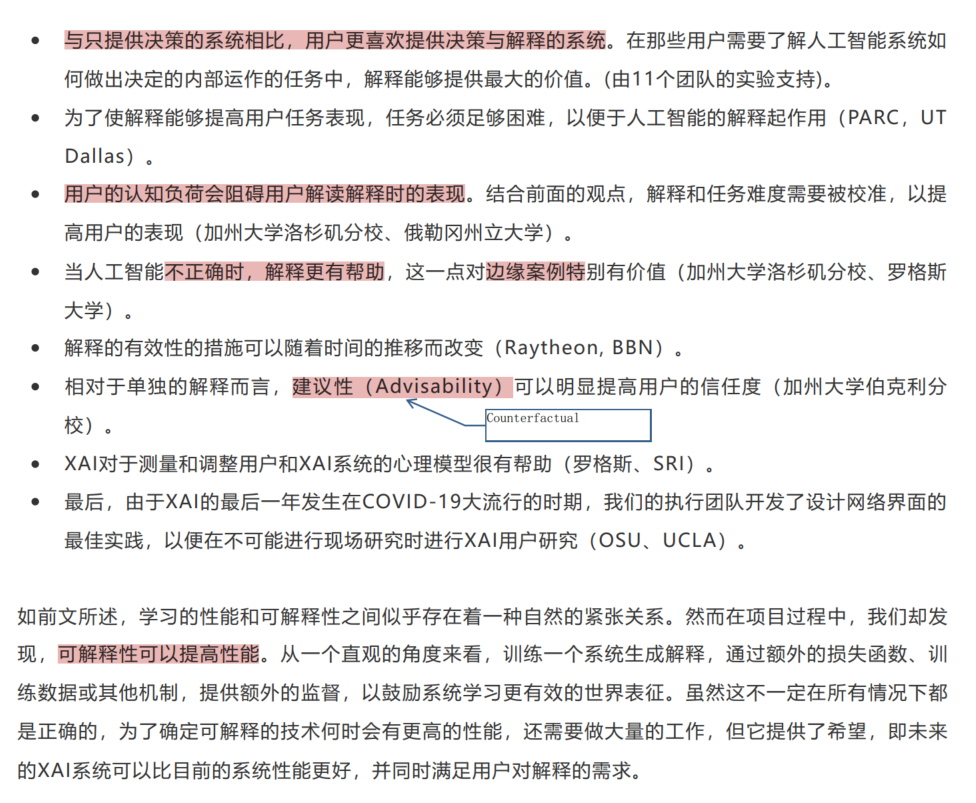 • 与只提供决策的系统相比，用户更喜欢提供决策与解释的系统。在那些用户需要了解人工智能系统如
何做出决定的内部运作的任务中，解释能够提供最大的价值。(由11个团队的实验支持)。
• 为了使解释能够提高用户任务表现，任务必须足够困难，以便于人工智能的解释起作用（PARC，UT
Dallas）。
• 用户的认知负荷会阻碍用户解读解释时的表现。结合前面的观点，解释和任务难度需要被校准，以提
高用户的表现（加州大学洛杉矶分校、俄勒冈州立大学）。
• 当人工智能不正确时，解释更有帮助，这一点对边缘案例特别有价值（加州大学洛杉矶分校、罗格斯
大学）。
• 解释的有效性的措施可以随着时间的推移而改变（Raytheon, BBN）。
• 相对于单独的解释而言，建议性（Advisability）可以明显提高用户的信任度（加州大学伯克利分
校）。
Counterfactual
• XAI对于测量和调整用户和XAI系统的心理模型很有帮助（罗格斯、SRI）。
• 最后，由于XAI的最后一年发生在COVID-19大流行的时期，我们的执行团队开发了设计网络界面的
最佳实践，以便在不可能进行现场研究时进行XAI用户研究（OSU、UCLA）。
如前文所述，学习的性能和可解释性之间似乎存在着一种自然的紧张关系。然而在项目过程中，我们却发
现，可解释性可以提高性能。从一个直观的角度来看，训练一个系统生成解释，通过额外的损失函数、训
练数据或其他机制，提供额外的监督，以鼓励系统学习更有效的世界表征。虽然这不一定在所有情况下都
是正确的，为了确定可解释的技术何时会有更高的性能，还需要做大量的工作，但它提供了希望，即未来
的XAI系统可以比目前的系统性能更好，并同时满足用户对解释的需求。